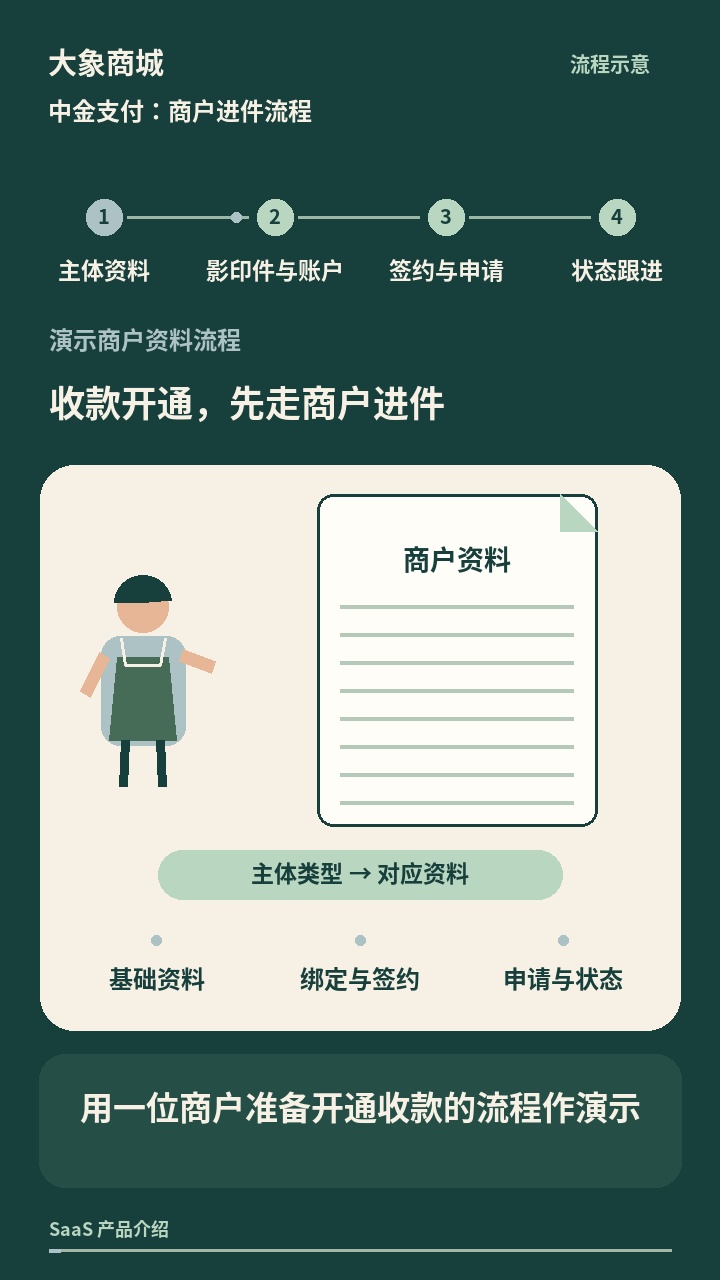 大象商城
流程示意
中金支付：商户进件流程
1
2
3
4
主体资料
影印件与账户
签约与申请
状态跟进
演示商户资料流程
收款开通，先走商户进件
商户资料
主体类型 → 对应资料
基础资料
绑定与签约
申请与状态
用一位商户准备开通收款的流程作演示
SaaS 产品介绍